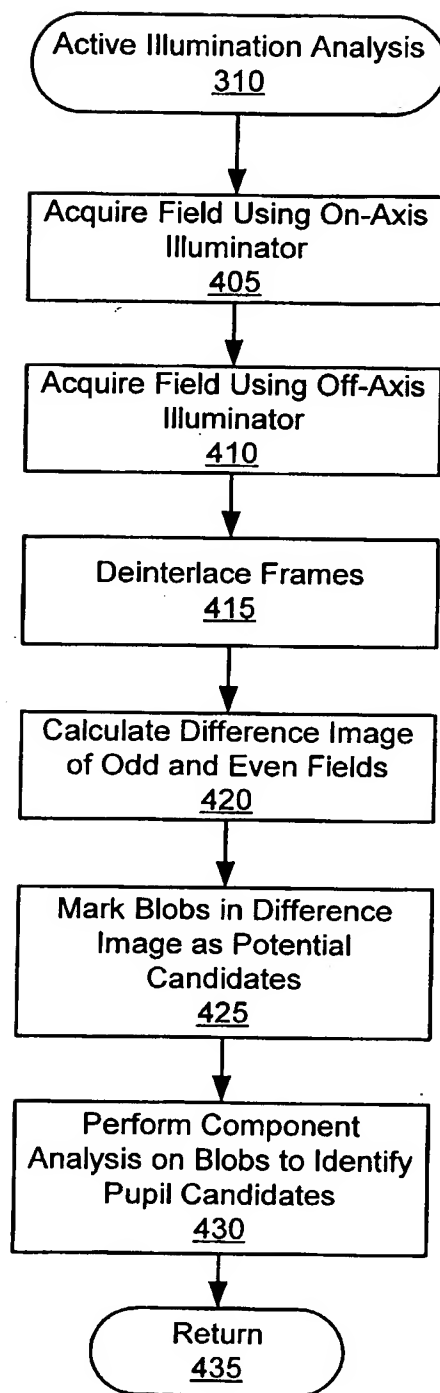 Active Illumination Analysis
310
Acquire Field Using On-Axis
Illuminator
405
Acquire Field Using Off-Axis
Illuminator
410
Deinterlace Frames
415
Calculate Difference Image
of Odd and Even Fields
420
Mark Blobs in Difference
Image as Potential
Candidates
425
Perform Component
Analysis on Blobs to Identify
Pupil Candidates
430
Return
435